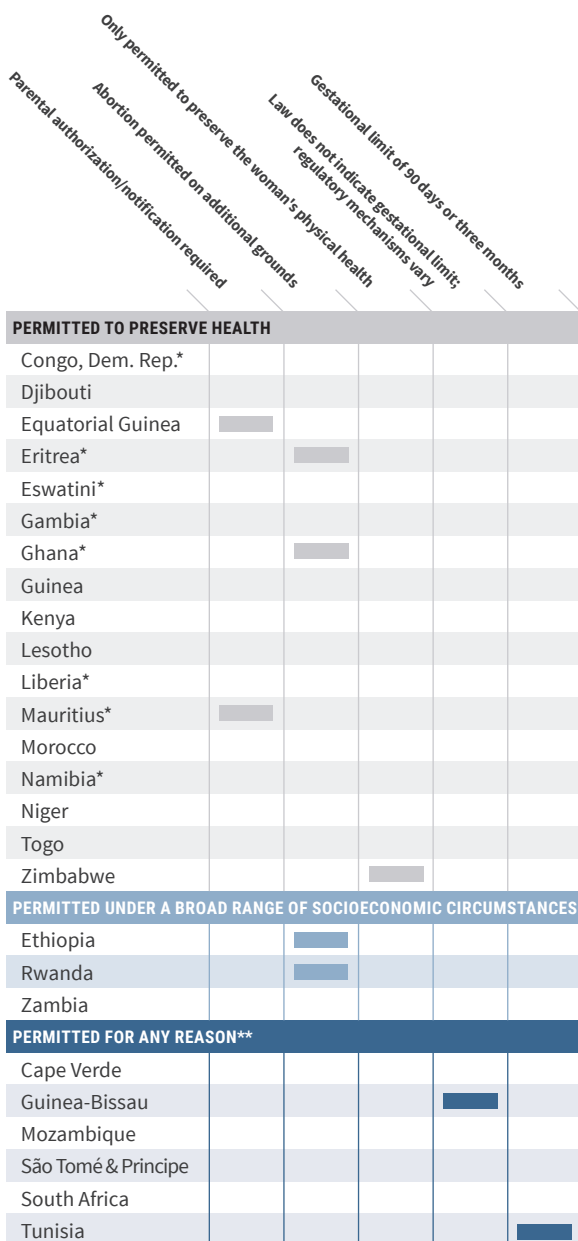 Parental authorization/notification required
Abortion permitted on additional grounds
Only permitted to preserve the woman's physical health
Law does not indicate gestational limit;
regulatory mechanisms vary
Gestational limit of 90 days or three months
PERMITTED TO PRESERVE HEALTH
Congo, Dem. Rep.*
Djibouti
Equatorial Guinea
Eritrea*
Eswatini*
Gambia*
Ghana*
Guinea
Kenya
Lesotho
Liberia*
Mauritius*
Morocco
Namibia*
Niger
Togo
Zimbabwe
PERMITTED UNDER A BROAD RANGE OF SOCIOECONOMIC CIRCUMSTANCES
Ethiopia
Rwanda
Zambia
PERMITTED FOR ANY REASON**
Cape Verde
Guinea-Bissau
Mozambique
São Tomé & Principe
South Africa
Tunisia